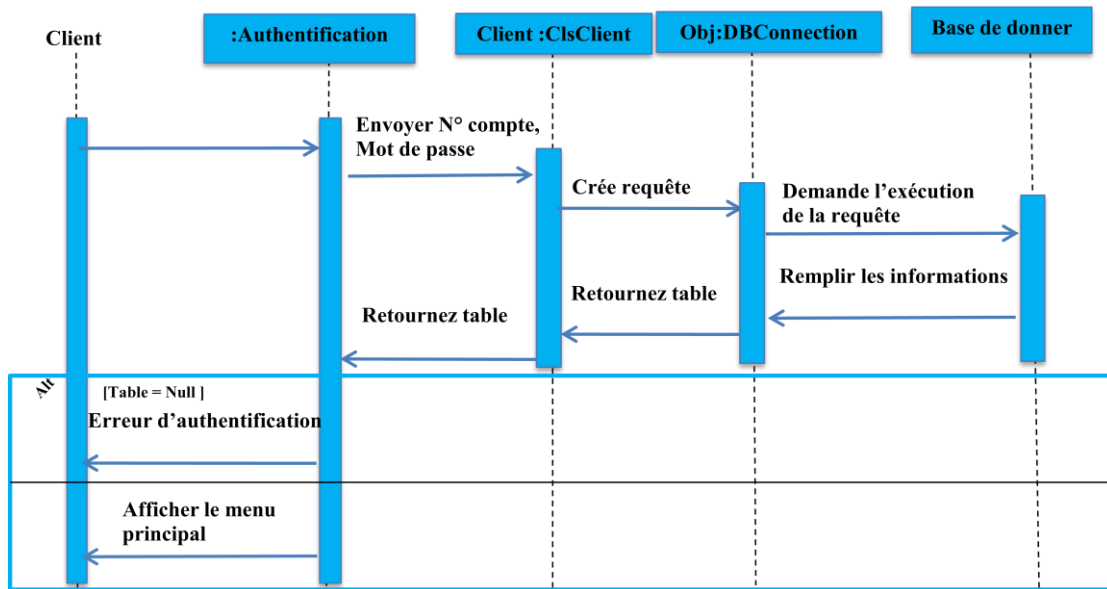 Client
:Authentification
Client :ClsClient
Obj:DBConnection
Base de donner
Envoyer N° compte,
Mot de passe
Crée requête
Demande l’exécution
de la requête
Remplir les informations
Retournez table
Retournez table
Alt
[Table = Null ]
Erreur d’authentification
Afficher le menu
principal